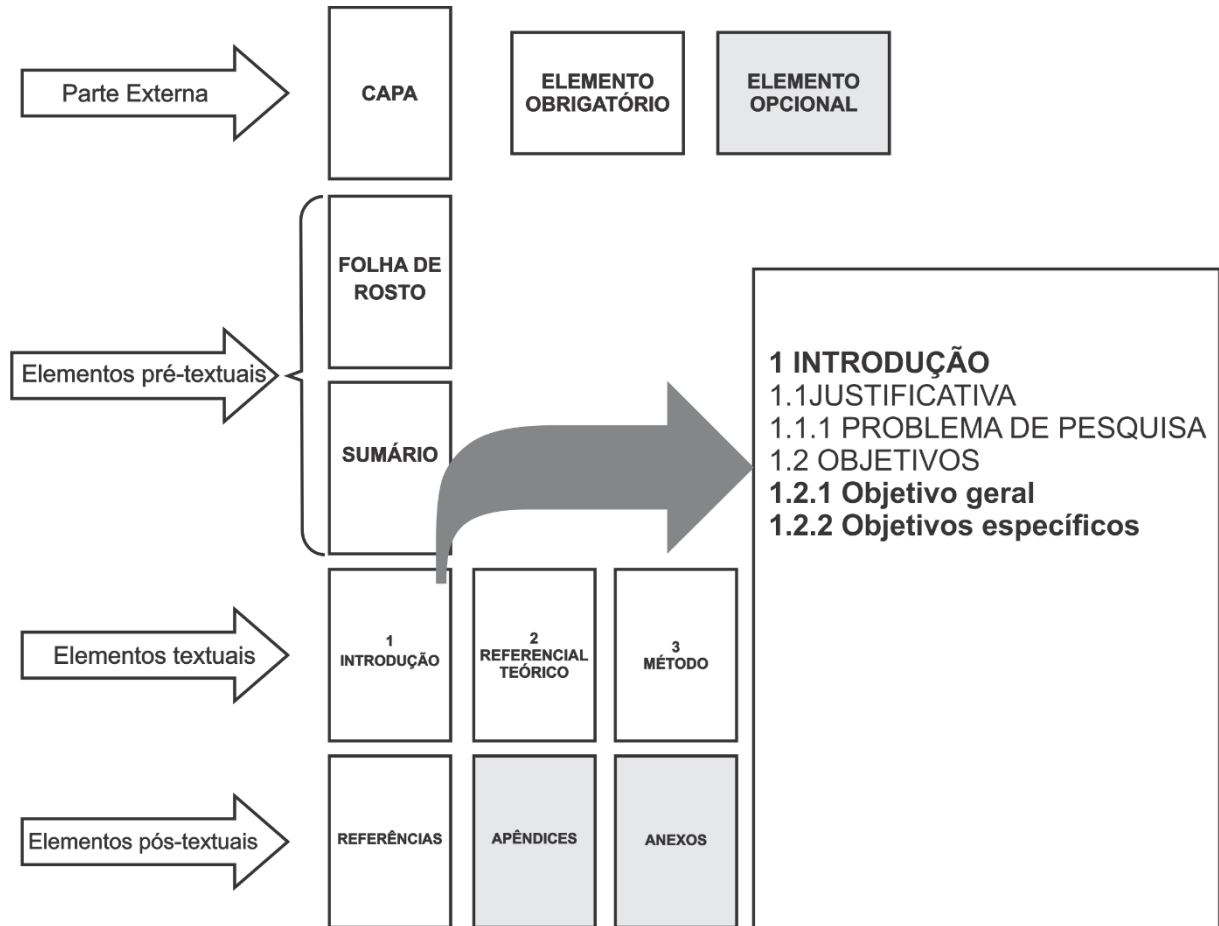 Parte Externa
CAPA
ELEMENTO
OBRIGATÓRIO
ELEMENTO
OPCIONAL
Elementos pré-textuais
FOLHA DE
ROSTO
SUMÁRIO
1 INTRODUÇÃO
1.1JUSTIFICATIVA
1.1.1 PROBLEMA DE PESQUISA
1.2 OBJETIVOS
1.2.1 Objetivo geral
1.2.2 Objetivos específicos
Elementos textuais
1
INTRODUÇÃO
2
REFERENCIAL
TEÓRICO
3
MÉTODO
Elementos pós-textuais
REFERÊNCIAS
APÊNDICES
ANEXOS